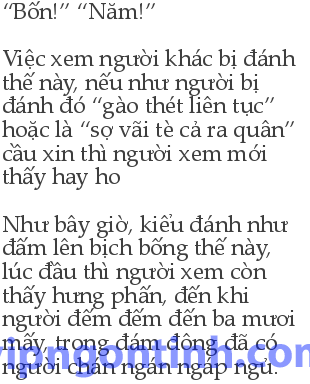 “Bốn!” “Năm!”
Việc xem người khác bị đánh
thế này, nếu như người bị
đánh đó “gào thét liên tục”
hoặc là “sợ vãi tè cả ra quân”
cầu xin thì người xem mới
thấy hay ho
Như bây giờ, kiểu đánh như
đấm lên bịch bống thế này,
lúc đầu thì người xem còn
thấy hưng phấn, đến khi
người đếm đếm đến ba mươi
mấy, trong đám đông đã có
người chán ngán ngáp ngủ.
vipngontinh.com